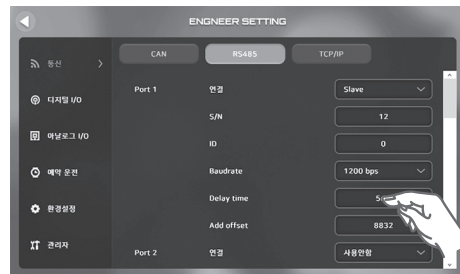 ENGNEER SETTING
CAN RS485 TCP/IP
통신
Port 1 연결 Slave
S/N 12
디지털 I/O
ID 0
아날로그 I/O
예약 운전 Baudrate 1200 bps
Delay time
환경설정
Add offset 8832
관리자 Port 2 연결 사용안함